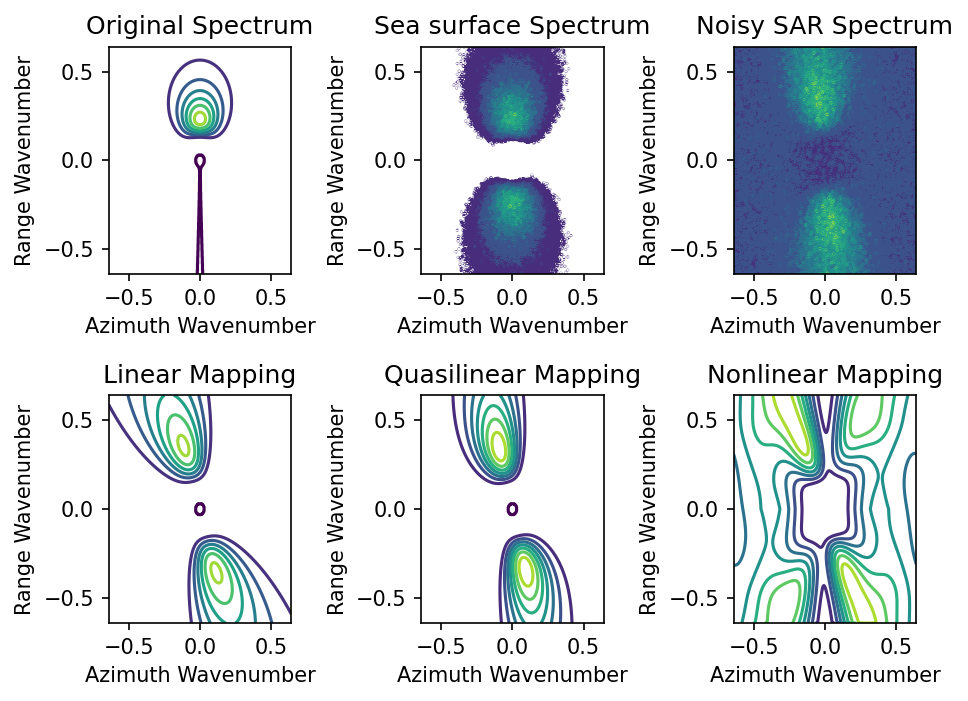 Original Spectrum
Sea surface Spectrum
Noisy SAR Spectrum
Range Wavenumber
0.5
0.0
−0.5
−0.5
0.0
0.5
Azimuth Wavenumber
Range Wavenumber
0.5
0.0
−0.5
−0.5
0.0
0.5
Azimuth Wavenumber
Range Wavenumber
0.5
0.0
−0.5
−0.5
0.0
0.5
Azimuth Wavenumber
Linear Mapping
Quasilinear Mapping
Nonlinear Mapping
Range Wavenumber
0.5
0.0
−0.5
−0.5
0.0
0.5
Azimuth Wavenumber
Range Wavenumber
0.5
0.0
−0.5
−0.5
0.0
0.5
Azimuth Wavenumber
Range Wavenumber
0.5
0.0
−0.5
−0.5
0.0
0.5
Azimuth Wavenumber